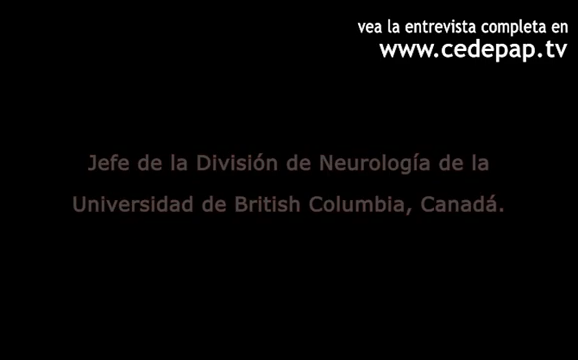 vea la entrevista completa en
www.cedepap.tv
Jefe de la División de Neurología de la
Universidad de British Columbia, Canadá.